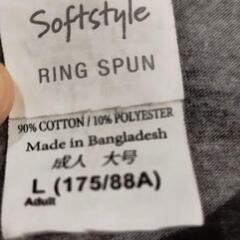 Softstyle
RING SPUN
90% COTTON / 10% POLYESTER
Made in Bangladesh
成人 大号
L (175/88A)
Adult